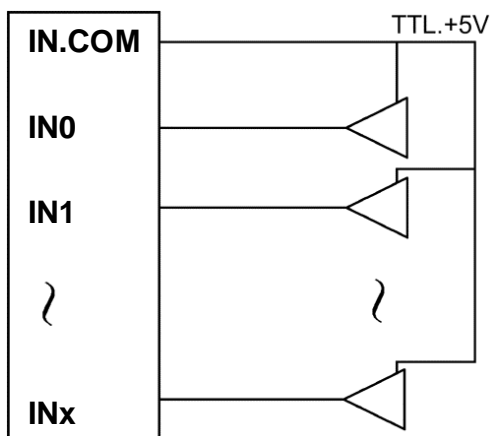 TTL.+5V
IN.COM
IN0
IN1
~
~
INx